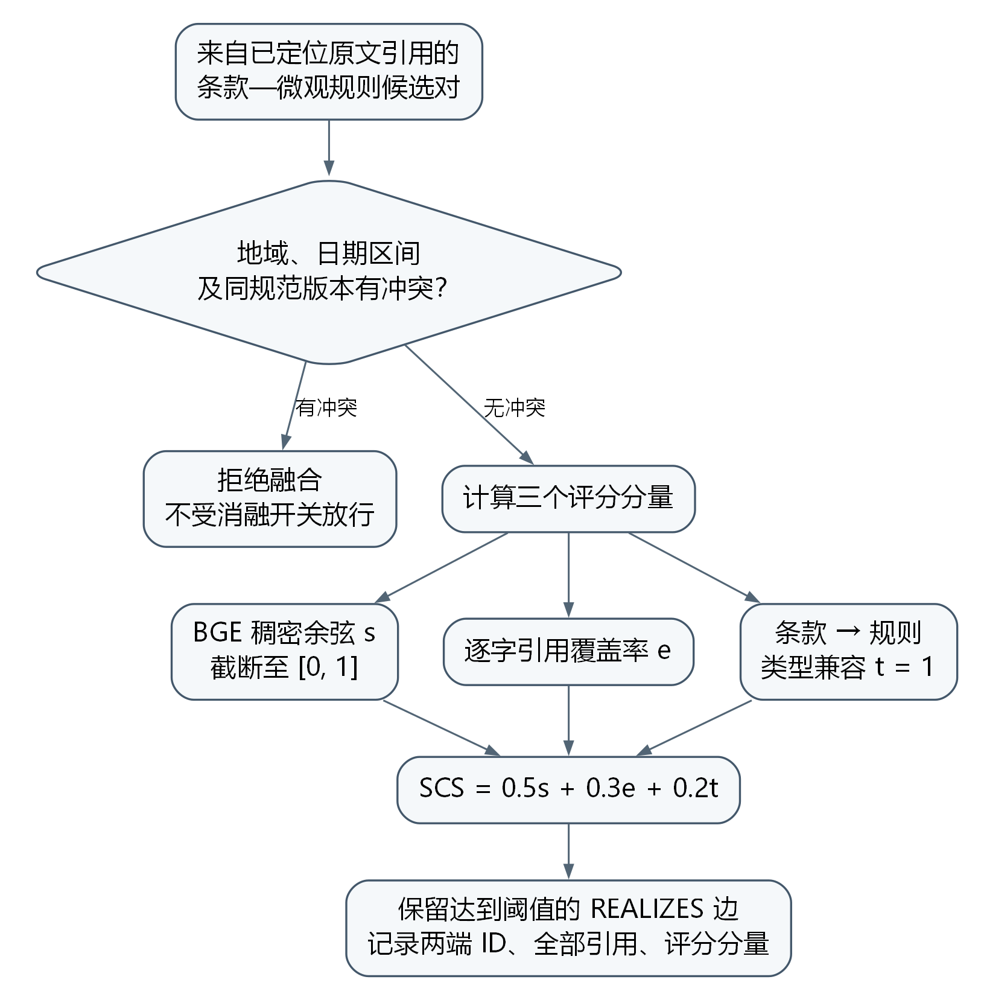 来自已定位原文引用的
条款—微观规则候选对
地域、日期区间
及同规范版本有冲突？
有冲突
无冲突
拒绝融合
不受消融开关放行
计算三个评分分量
BGE 稠密余弦 s
截断至 [0, 1]
逐字引用覆盖率 e
条款 → 规则
类型兼容 t = 1
SCS = 0.5s + 0.3e + 0.2t
保留达到阈值的 REALIZES 边
记录两端 ID、全部引用、评分分量